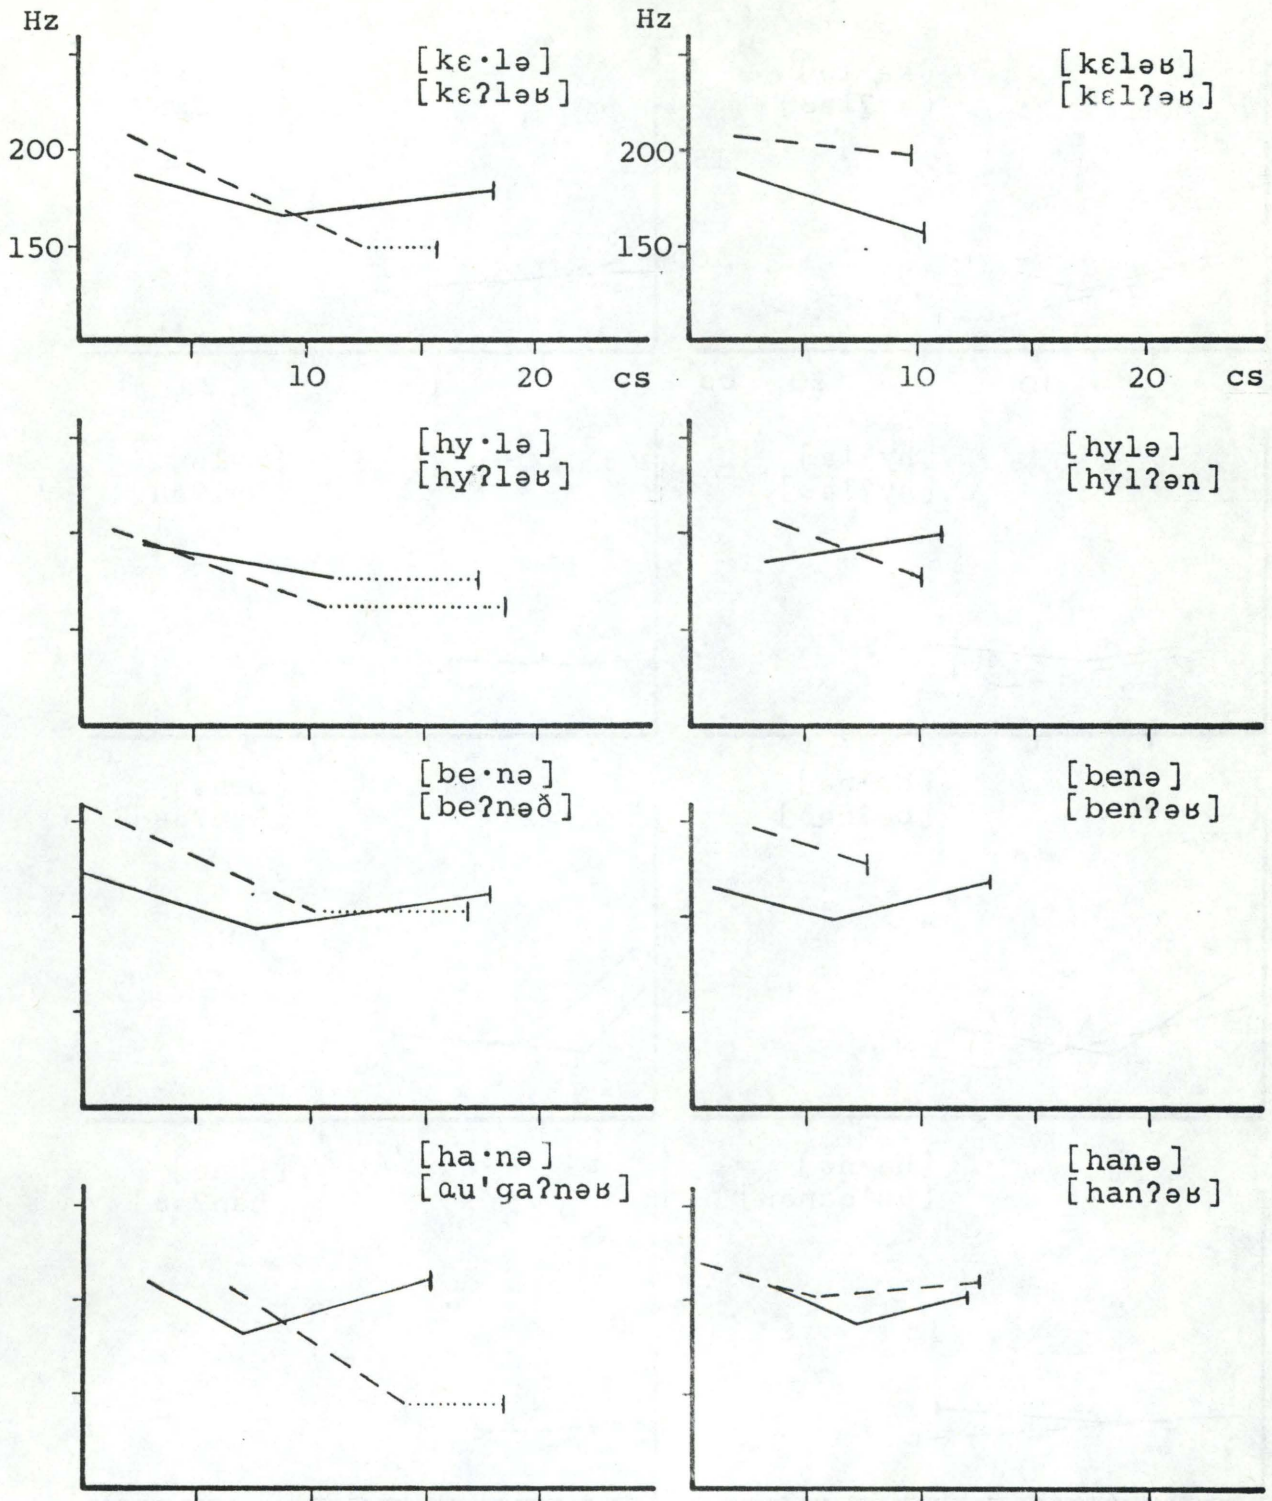 Hz
[kɛ·lə]
[kɛʔləʁ]
200
150
10 20 cs
Hz
[kɛləʁ]
[kɛlʔəʁ]
200
150
10 20 cs
[hy·lə]
[hyʔləʁ]
[hylə]
[hylʔən]
[be·nə]
[beʔnəð]
[benə]
[benʔəʁ]
[ha·nə]
[ɑu'gaʔnəʁ]
[hanə]
[hanʔəʁ]